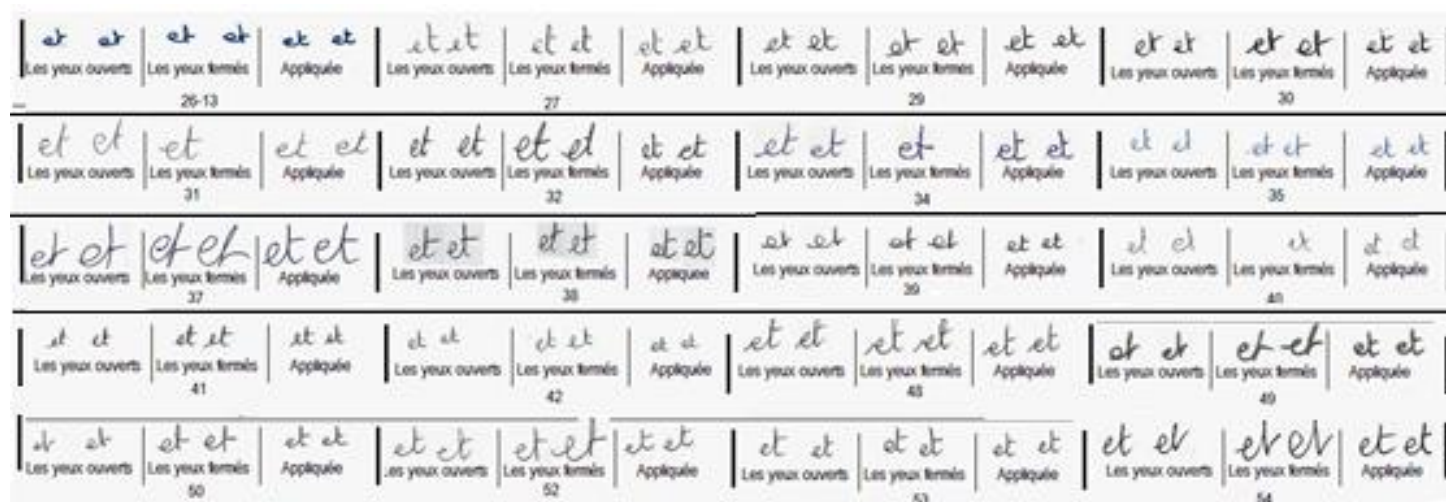 et et et et et et et et et et et et et et et et et et et et et et et et
Les yeux ouverts Les yeux fermés Appliquée Les yeux ouverts Les yeux fermés Appliquée Les yeux ouverts Les yeux fermés Appliquée Les yeux ouverts Les yeux fermés Appliquée
26-13 27 29 30
et et et et et et et et et et et et et et et et et et et et et et
Les yeux ouverts Les yeux fermés Appliquée Les yeux ouverts Les yeux fermés Appliquée Les yeux ouverts Les yeux fermés Appliquée Les yeux ouverts Les yeux fermés Appliquée
31 32 34 35
et et et et et et et et et et et et et et et et et et et et et et et
Les yeux ouverts Les yeux fermés Appliquée Les yeux ouverts Les yeux fermés Appliquée Les yeux ouverts Les yeux fermés Appliquée Les yeux ouverts Les yeux fermés Appliquée
37 38 39 40
et et et et et et et et et et et et et et et et et et et et et et et et
Les yeux ouverts Les yeux fermés Appliquée Les yeux ouverts Les yeux fermés Appliquée Les yeux ouverts Les yeux fermés Appliquée Les yeux ouverts Les yeux fermés Appliquée
41 42 48 49
et et et et et et et et et et et et et et et et et et et et et et et et
Les yeux ouverts Les yeux fermés Appliquée Les yeux ouverts Les yeux fermés Appliquée Les yeux ouverts Les yeux fermés Appliquée Les yeux ouverts Les yeux fermés Appliquée
50 52 53 54